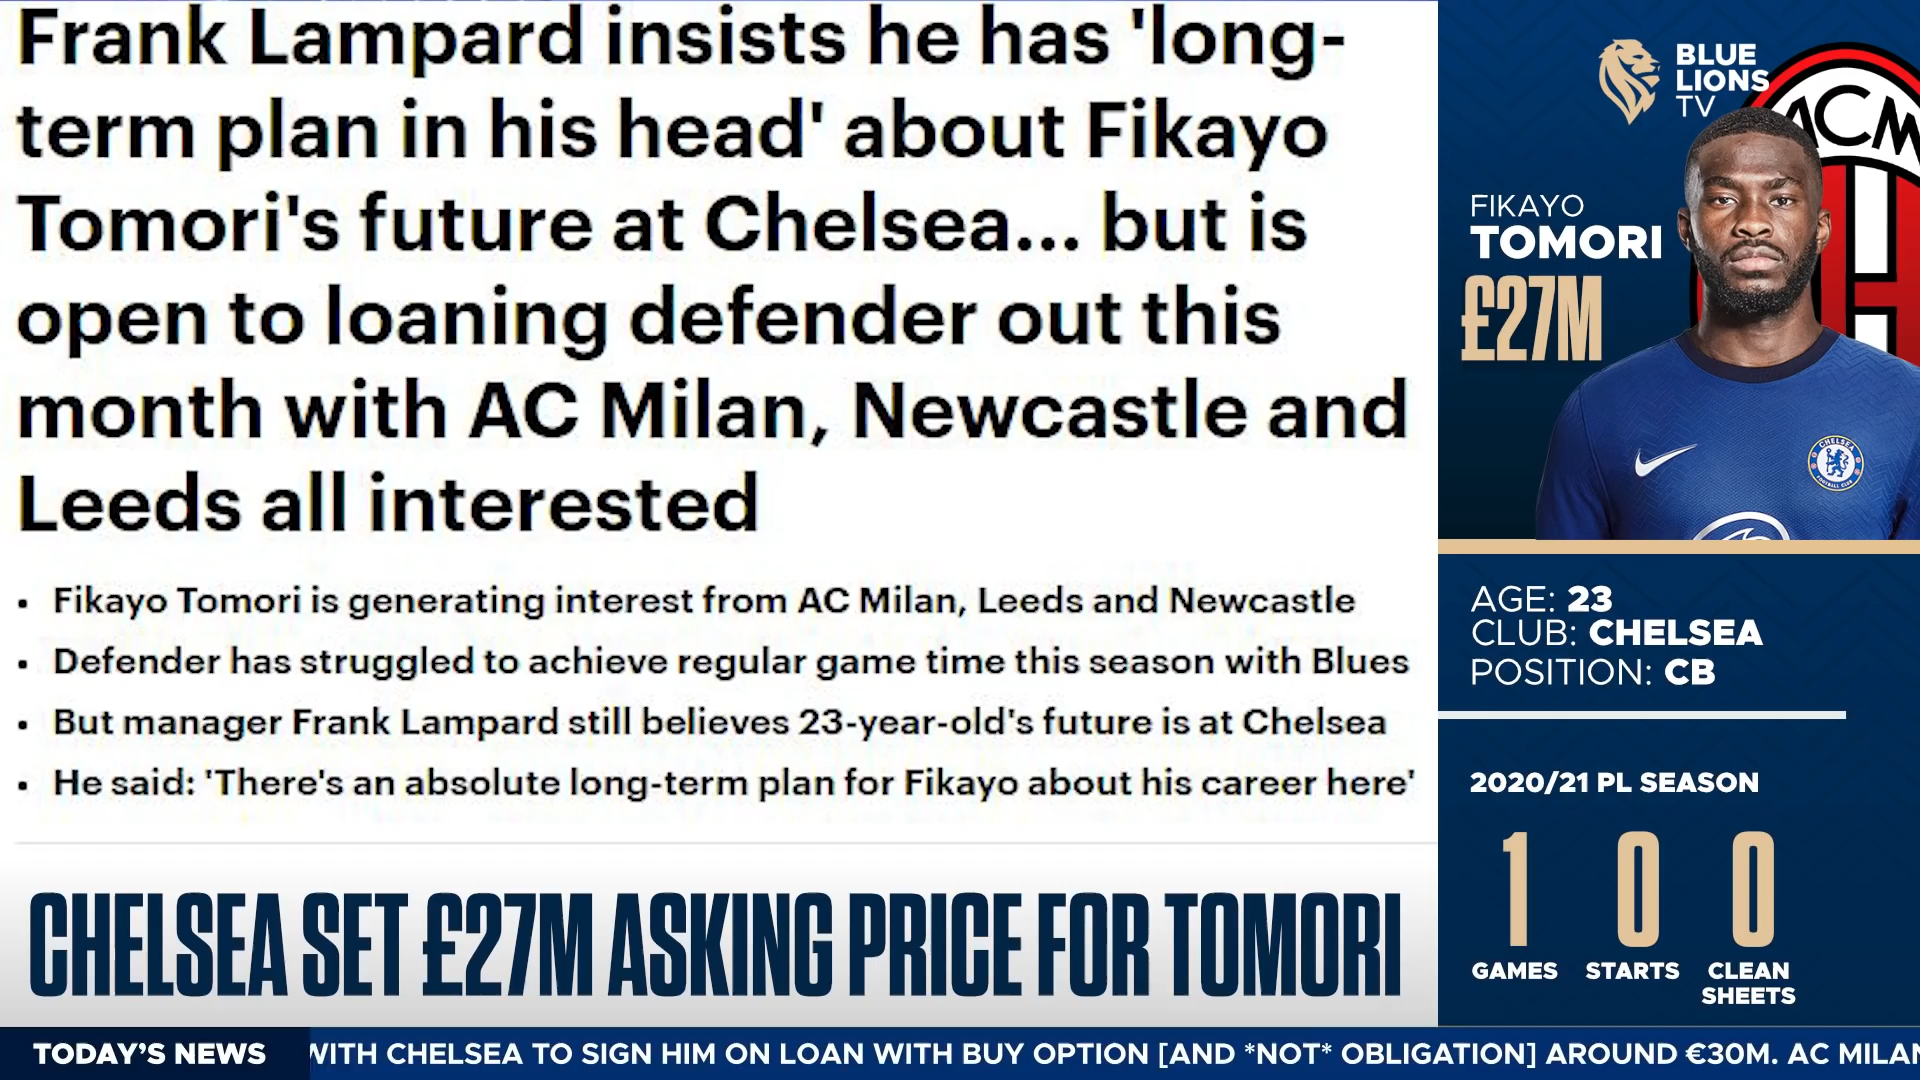 Frank Lampard insists he has 'long-
term plan in his head' about Fikayo
Tomori's future at Chelsea... but is
open to loaning defender out this
month with AC Milan, Newcastle and
Leeds all interested
• Fikayo Tomori is generating interest from AC Milan, Leeds and Newcastle
• Defender has struggled to achieve regular game time this season with Blues
• But manager Frank Lampard still believes 23-year-old's future is at Chelsea
• He said: 'There's an absolute long-term plan for Fikayo about his career here'
CHELSEA SET £27M ASKING PRICE FOR TOMORI
BLUE
LIONS
TV
ACM
FIKAYO
TOMORI
£27M
CHELSEA
FOOTBALL CLUB
AGE: 23
CLUB: CHELSEA
POSITION: CB
2020/21 PL SEASON
1 0 0
GAMES STARTS CLEAN
SHEETS
TODAY'S NEWS
WITH CHELSEA TO SIGN HIM ON LOAN WITH BUY OPTION [AND *NOT* OBLIGATION] AROUND €30M. AC MILAN